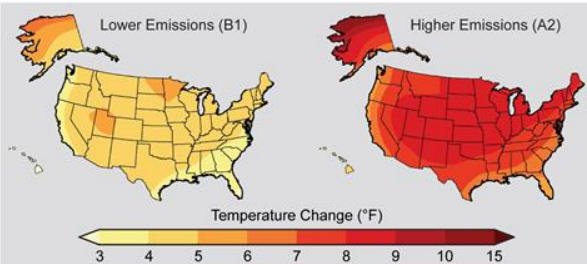 Lower Emissions (B1)
Higher Emissions (A2)
Temperature Change (°F)
3 4 5 6 7 8 9 10 15